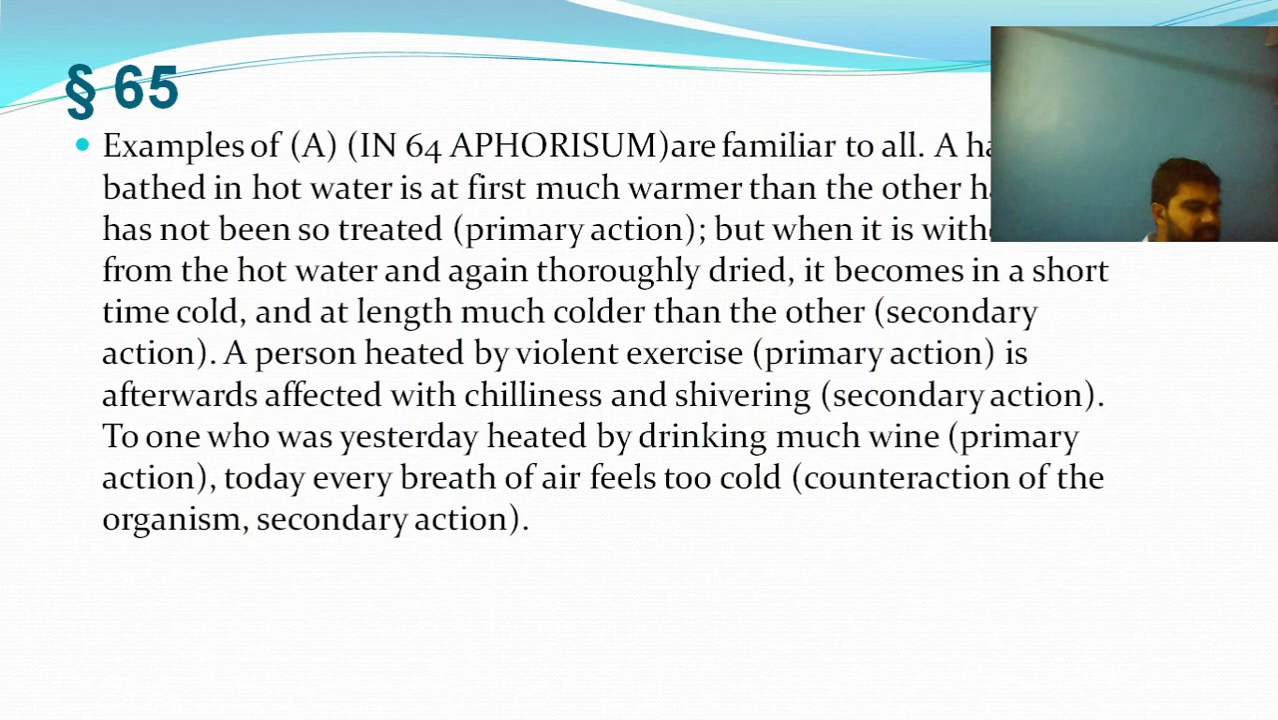 § 65
Examples of (A) (IN 64 APHORISUM)are familiar to all. A
bathed in hot water is at first much warmer than the other
has not been so treated (primary action); but when it is
from the hot water and again thoroughly dried, it becomes in a short
time cold, and at length much colder than the other (secondary
action). A person heated by violent exercise (primary action) is
afterwards affected with chilliness and shivering (secondary action).
To one who was yesterday heated by drinking much wine (primary
action), today every breath of air feels too cold (counteraction of the
organism, secondary action).